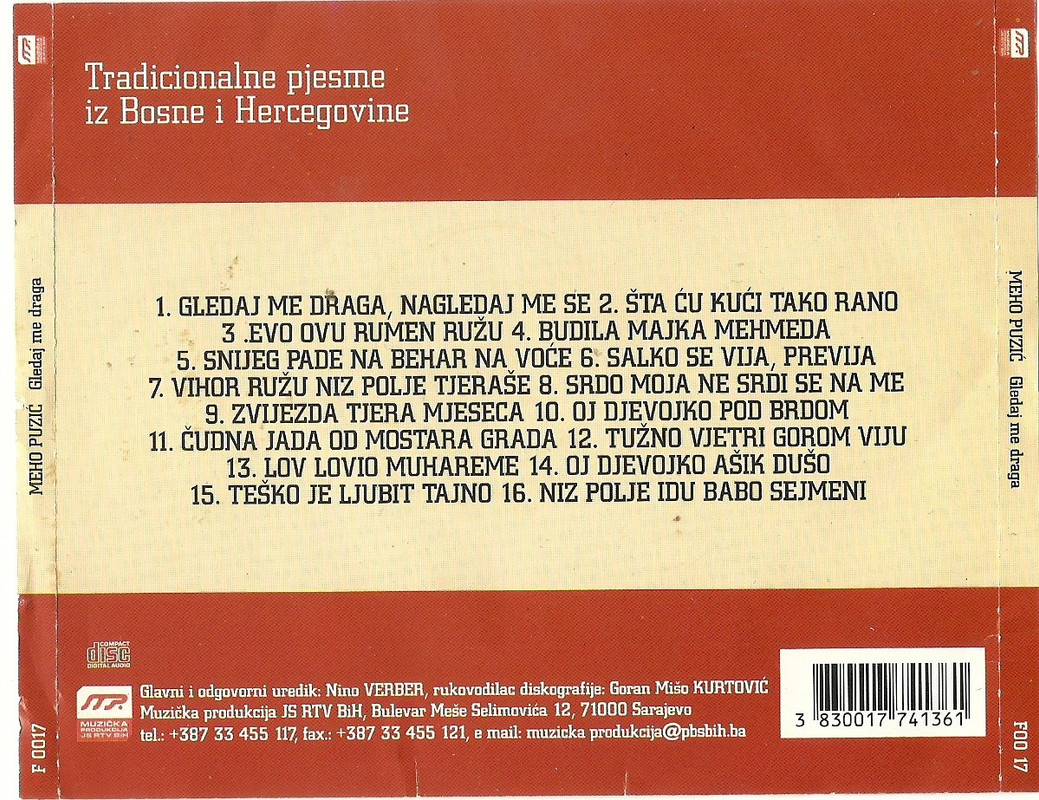 Tradicionalne pjesme
iz Bosne i Hercegovine
1. GLEDAJ ME DRAGA, NAGLEDAJ ME SE 2. ŠTA ĆU KUĆI TAKO RANO
3 .EVO OVU RUMEN RUŽU 4. BUDILA MAJKA MEHMEDA
5. SNIJEG PADE NA BEHAR NA VOĆE 6. SALKO SE VIJA, PREVIJA
7. VIHOR RUŽU NIZ POLJE TJERAŠE 8. SRDO MOJA NE SRDI SE NA ME
9. ZVIJEZDA TJERA MJESECA 10. OJ DJEVOJKO POD BRDOM
11. ČUDNA JADA OD MOSTARA GRADA 12. TUŽNO VJETRI GOROM VIJU
13. LOV LOVIO MUHAREME 14. OJ DJEVOJKO AŠIK DUŠO
15. TEŠKO JE LJUBIT TAJNO 16. NIZ POLJE IDU BABO SEJMENI
COMPACT
disc
DIGITAL AUDIO
MUZIČKA
PRODUKCIJA
JS RTV BiH
Glavni i odgovorni uredik: Nino VERBER, rukovodilac diskografije: Goran Mišo KURTOVIĆ
Muzička produkcija JS RTV BiH, Bulevar Meše Selimovića 12, 71000 Sarajevo
tel.: +387 33 455 117, fax.: +387 33 455 121, e mail: muzicka produkcija@pbsbih.ba
3 830017 741361
MEHO PUZIĆ Gledaj me draga
F 0017
MEHO PUZIĆ Gledaj me draga
F00 17